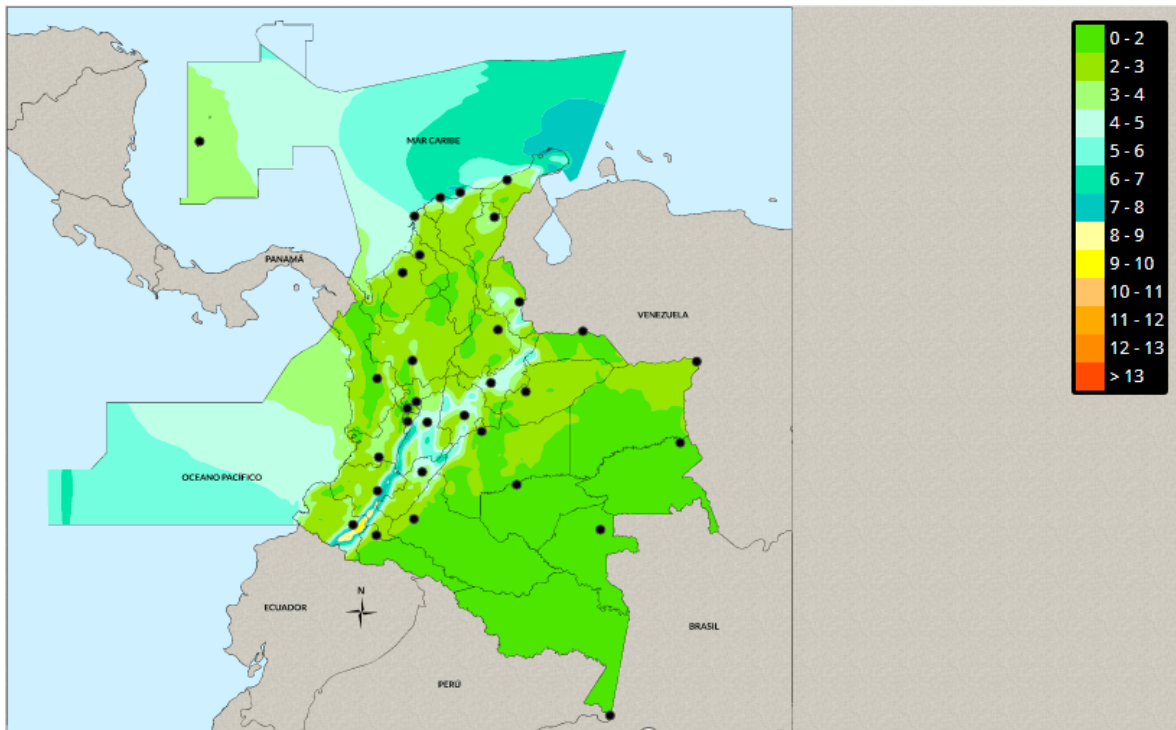 0 - 2
2 - 3
3 - 4
4 - 5
5 - 6
6 - 7
7 - 8
8 - 9
9 - 10
10 - 11
11 - 12
12 - 13
> 13
MAR CARIBE
PANAMÁ
VENEZUELA
OCEANO PACÍFICO
N
ECUADOR
BRASIL
PERÚ